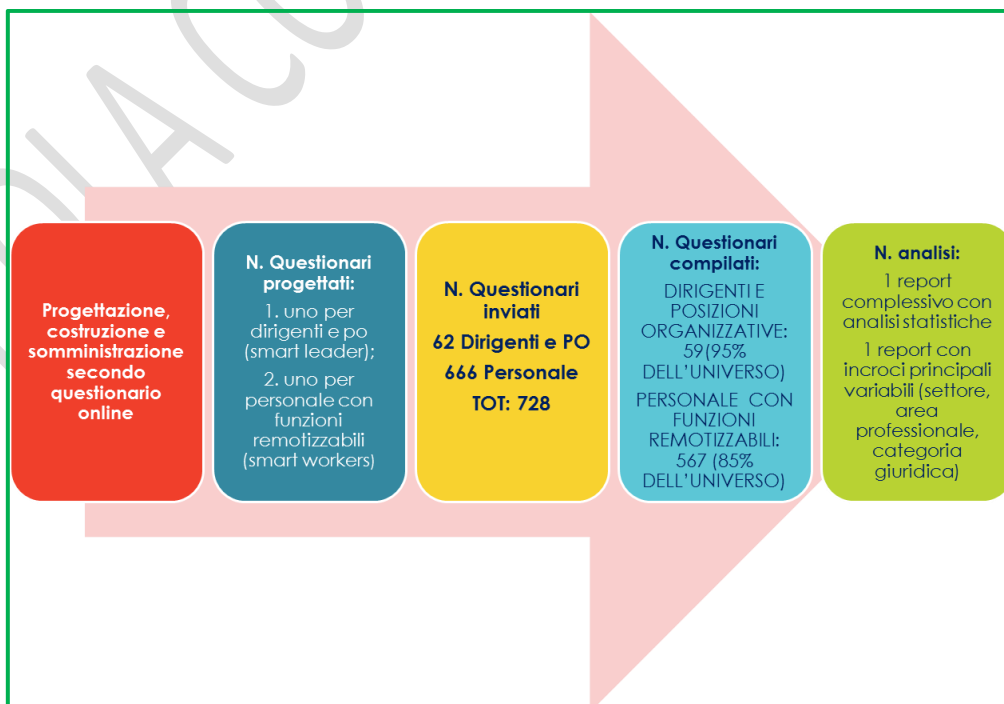 Progettazione,
costruzione e
somministrazione
secondo
questionario
online
N. Questionari
progettati:
1. uno per
dirigenti e po
(smart leader);
2. uno per
personale con
funzioni
remotizzabili
(smart workers)
N. Questionari
inviati
62 Dirigenti e PO
666 Personale
TOT: 728
N. Questionari
compilati:
DIRIGENTI E
POSIZIONI
ORGANIZZATIVE:
59(95%
DELL'UNIVERSO)
PERSONALE CON
FUNZIONI
REMOTIZZABILI:
567 (85%
DELL'UNIVERSO)
N. analisi:
1 report
complessivo con
analisi statistiche
1 report con
incroci principali
variabili (settore,
area
professionale,
categoria
giuridica)